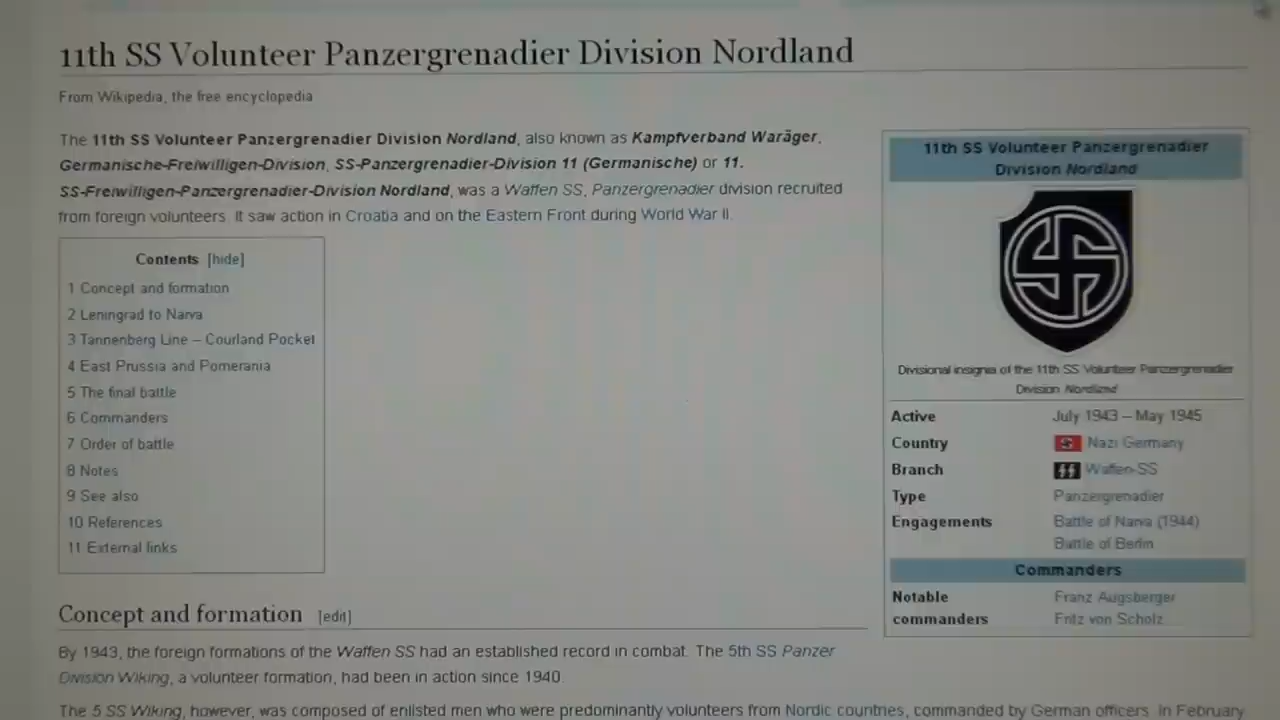 11th SS Volunteer Panzergrenadier Division Nordland
From Wikipedia, the free encyclopedia
The 11th SS Volunteer Panzergrenadier Division Nordland, also known as Kampfverband Waräger,
Germanische-Freiwilligen-Division, SS-Panzergrenadier-Division 11 (Germanische) or 11.
SS-Freiwilligen-Panzergrenadier-Division Nordland, was a Waffen SS, Panzergrenadier division recruited
from foreign volunteers. It saw action in Croatia and on the Eastern Front during World War II.
Contents [hide]
1 Concept and formation
2 Leningrad to Narva
3 Tannenberg Line – Courland Pocket
4 East Prussia and Pomerania
5 The final battle
6 Commanders
7 Order of battle
8 Notes
9 See also
10 References
11 External links
11th SS Volunteer Panzergrenadier
Division Nordland
Divisional insignia of the 11th SS Volunteer Panzergrenadier
Division Nordland
Active July 1943 – May 1945
Country Nazi Germany
Branch Waffen-SS
Type Panzergrenadier
Engagements Battle of Narva (1944)
Battle of Berlin
Commanders
Notable Franz Augsberger
commanders Fritz von Scholz
Concept and formation [edit]
By 1943, the foreign formations of the Waffen SS had an established record in combat. The 5th SS Panzer
Division Wiking, a volunteer formation, had been in action since 1940.
The 5 SS Wiking, however, was composed of enlisted men who were predominantly volunteers from Nordic countries, commanded by German officers. In February